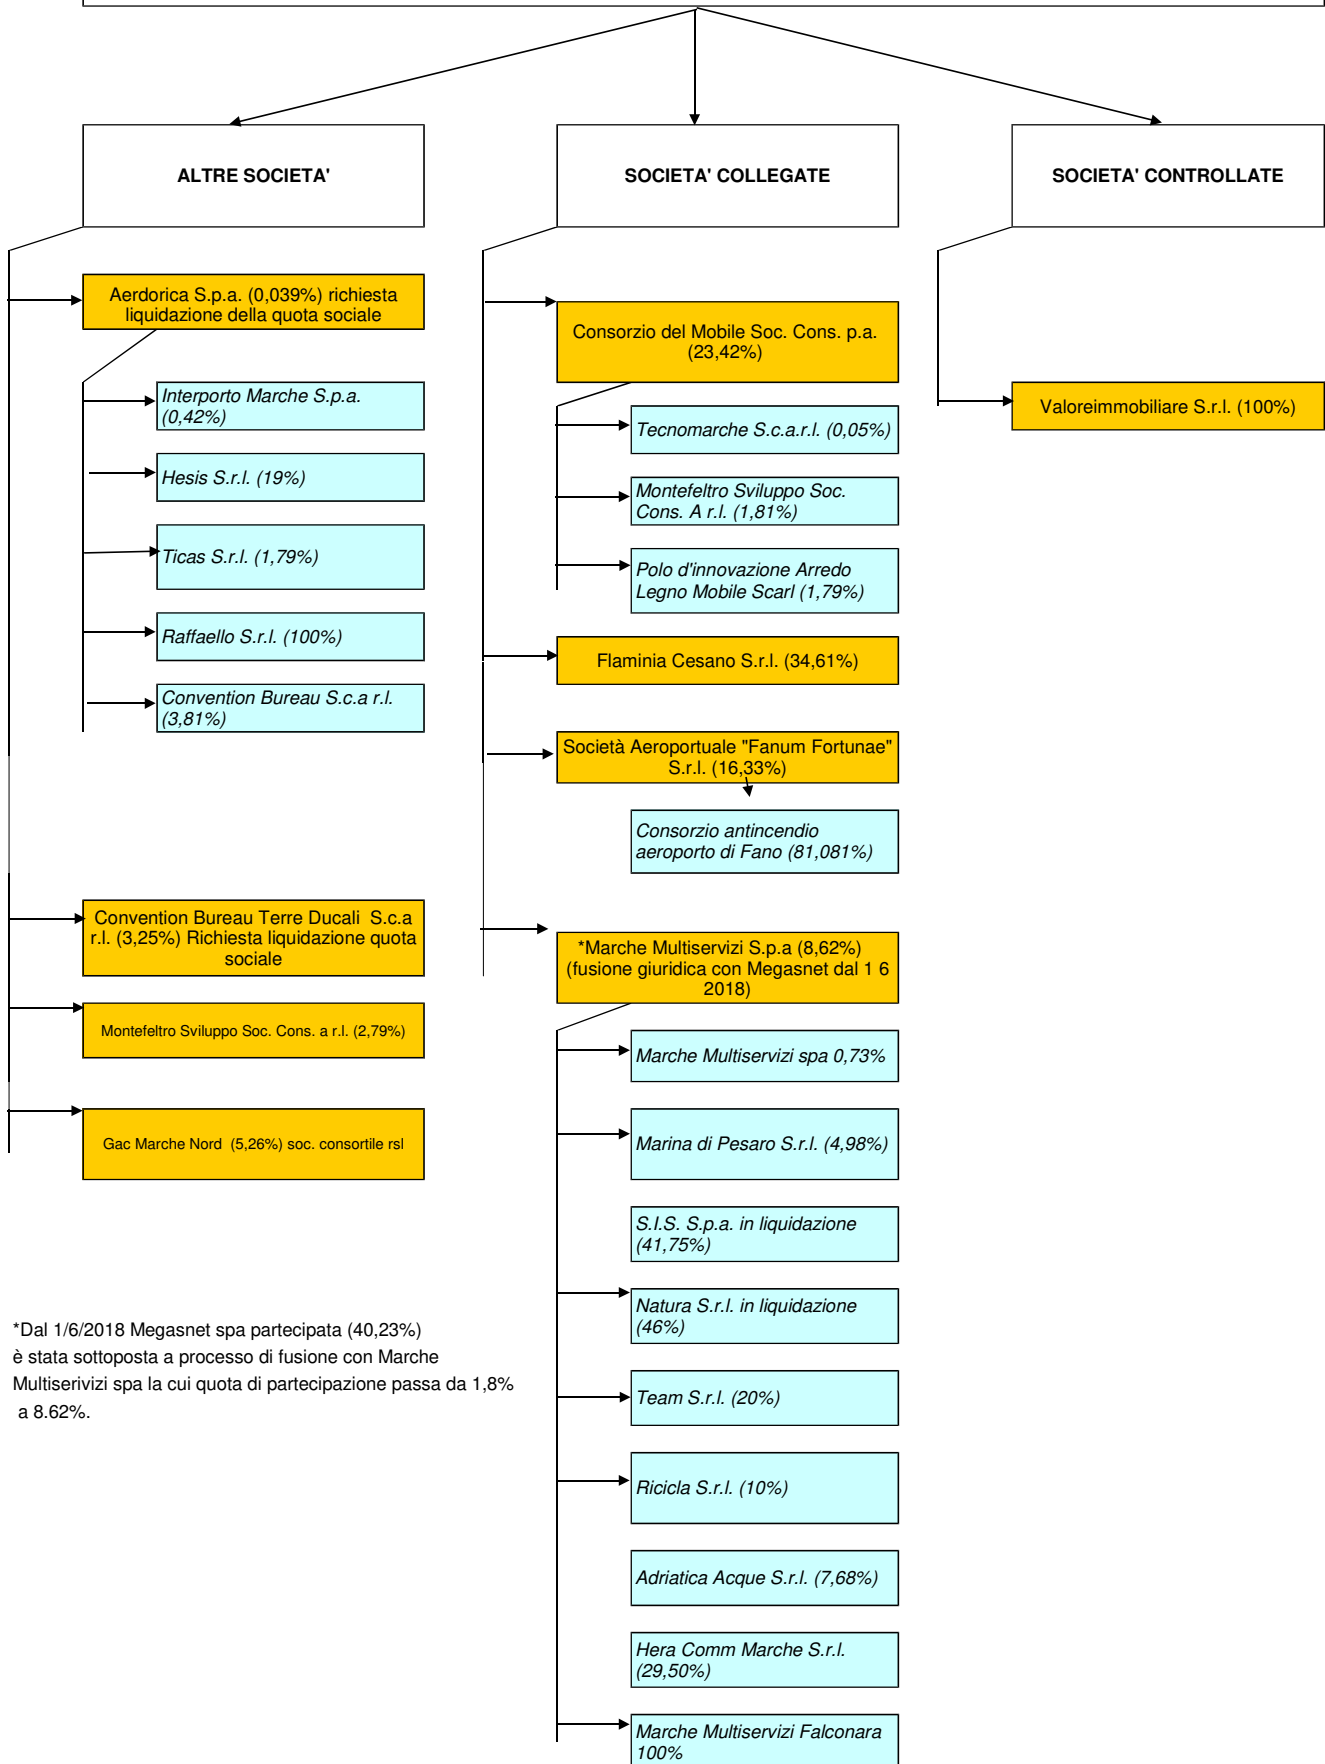 ALTRE SOCIETA'
SOCIETA' COLLEGATE
SOCIETA' CONTROLLATE
Aerdorica S.p.a. (0,039%) richiesta
liquidazione della quota sociale
Interporto Marche S.p.a.
(0,42%)
Hesis S.r.l. (19%)
Ticas S.r.l. (1,79%)
Raffaello S.r.l. (100%)
Convention Bureau S.c.a r.l.
(3,81%)
Convention Bureau Terre Ducali S.c.a
r.l. (3,25%) Richiesta liquidazione quota
sociale
Montefeltro Sviluppo Soc. Cons. a r.l. (2,79%)
Gac Marche Nord (5,26%) soc. consortile rsl
Consorzio del Mobile Soc. Cons. p.a.
(23,42%)
Tecnomarche S.c.a.r.l. (0,05%)
Montefeltro Sviluppo Soc.
Cons. A r.l. (1,81%)
Polo d'innovazione Arredo
Legno Mobile Scarl (1,79%)
Flaminia Cesano S.r.l. (34,61%)
Società Aeroportuale "Fanum Fortunae"
S.r.l. (16,33%)
Consorzio antincendio
aeroporto di Fano (81,081%)
*Marche Multiservizi S.p.a (8,62%)
(fusione giuridica con Megasnet dal 1 6
2018)
Marche Multiservizi spa 0,73%
Marina di Pesaro S.r.l. (4,98%)
S.I.S. S.p.a. in liquidazione
(41,75%)
Natura S.r.l. in liquidazione
(46%)
Team S.r.l. (20%)
Ricicla S.r.l. (10%)
Adriatica Acque S.r.l. (7,68%)
Hera Comm Marche S.r.l.
(29,50%)
Marche Multiservizi Falconara
100%
Valoreimmobiliare S.r.l. (100%)
*Dal 1/6/2018 Megasnet spa partecipata (40,23%)
è stata sottoposta a processo di fusione con Marche
Multiserivizi spa la cui quota di partecipazione passa da 1,8%
a 8.62%.